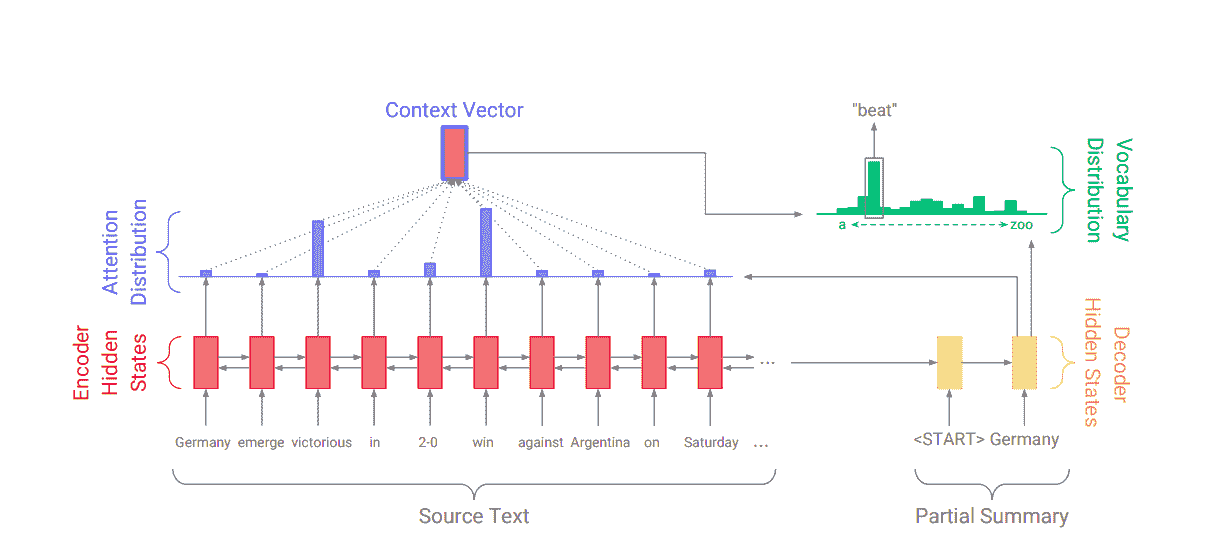 Context Vector
"beat"
Vocabulary
Distribution
a
zoo
Attention
Distribution
Encoder
Hidden
States
...
Decoder
Hidden States
Germany emerge victorious in 2-0 win against Argentina on Saturday ...
<START> Germany
Source Text
Partial Summary